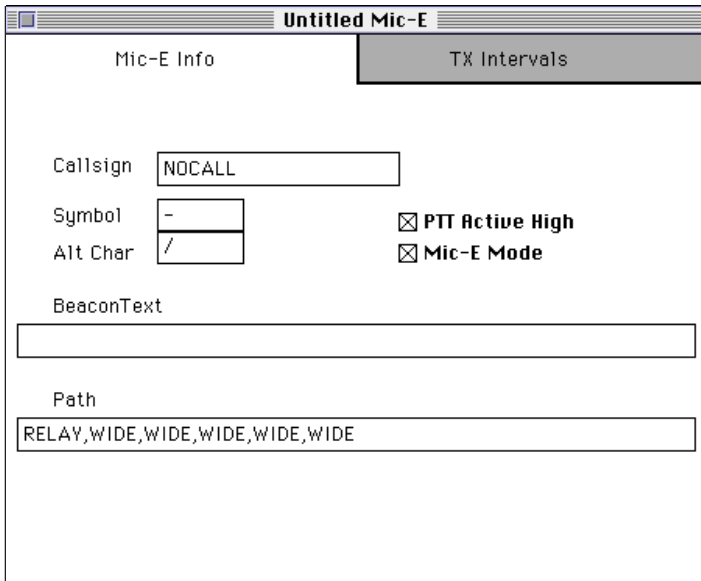 Untitled Mic-E
Mic-E Info
TX Intervals
Callsign
NOCALL
Symbol
-
PTT Active High
Alt Char
/
Mic-E Mode
BeaconText
Path
RELAY,WIDE,WIDE,WIDE,WIDE,WIDE